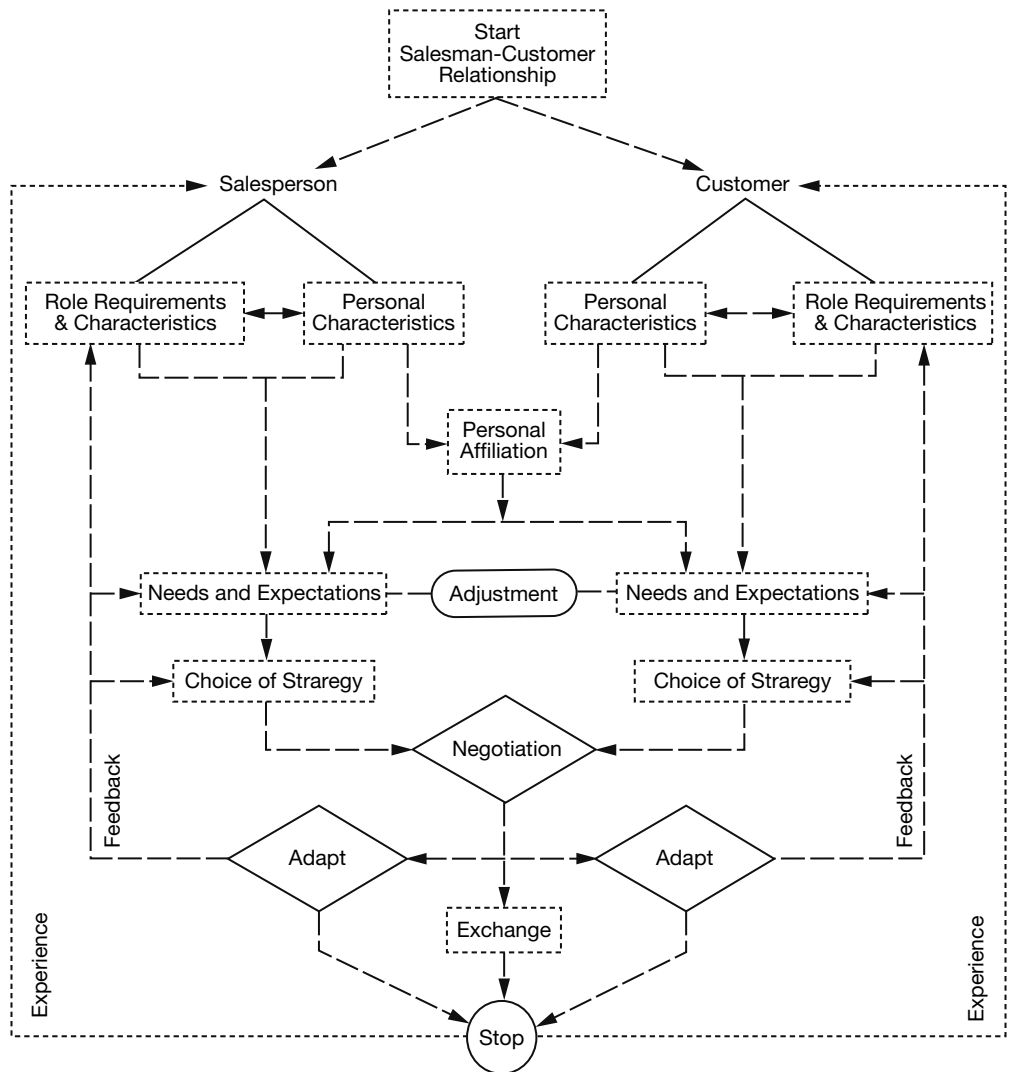 Start
Salesman-Customer
Relationship
Salesperson
Customer
Role Requirements
& Characteristics
Personal
Characteristics
Personal
Characteristics
Role Requirements
& Characteristics
Personal
Affiliation
Needs and Expectations
Adjustment
Needs and Expectations
Choice of Straregy
Choice of Straregy
Negotiation
Feedback
Feedback
Adapt
Adapt
Exchange
Experience
Experience
Stop